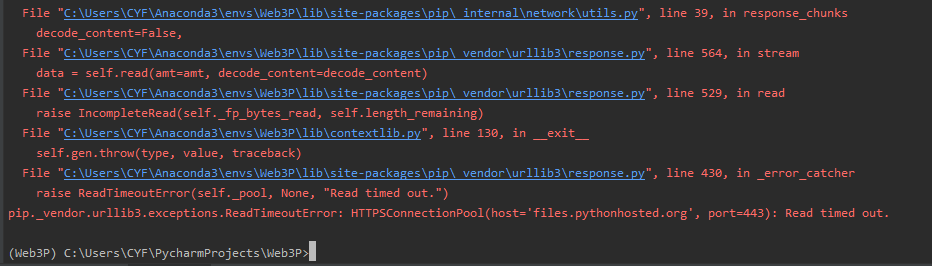 File "C:\Users\CYF\Anaconda3\envs\Web3P\lib\site-packages\pip\_internal\network\utils.py", line 39, in response_chunks
decode_content=False,
File "C:\Users\CYF\Anaconda3\envs\Web3P\lib\site-packages\pip\_vendor\urllib3\response.py", line 564, in stream
data = self.read(amt=amt, decode_content=decode_content)
File "C:\Users\CYF\Anaconda3\envs\Web3P\lib\site-packages\pip\_vendor\urllib3\response.py", line 529, in read
raise IncompleteRead(self._fp_bytes_read, self.length_remaining)
File "C:\Users\CYF\Anaconda3\envs\Web3P\lib\contextlib.py", line 130, in __exit__
self.gen.throw(type, value, traceback)
File "C:\Users\CYF\Anaconda3\envs\Web3P\lib\site-packages\pip\_vendor\urllib3\response.py", line 430, in _error_catcher
raise ReadTimeoutError(self._pool, None, "Read timed out.")
pip._vendor.urllib3.exceptions.ReadTimeoutError: HTTPSConnectionPool(host='files.pythonhosted.org', port=443): Read timed out.
(Web3P) C:\Users\CYF\PycharmProjects\Web3P>